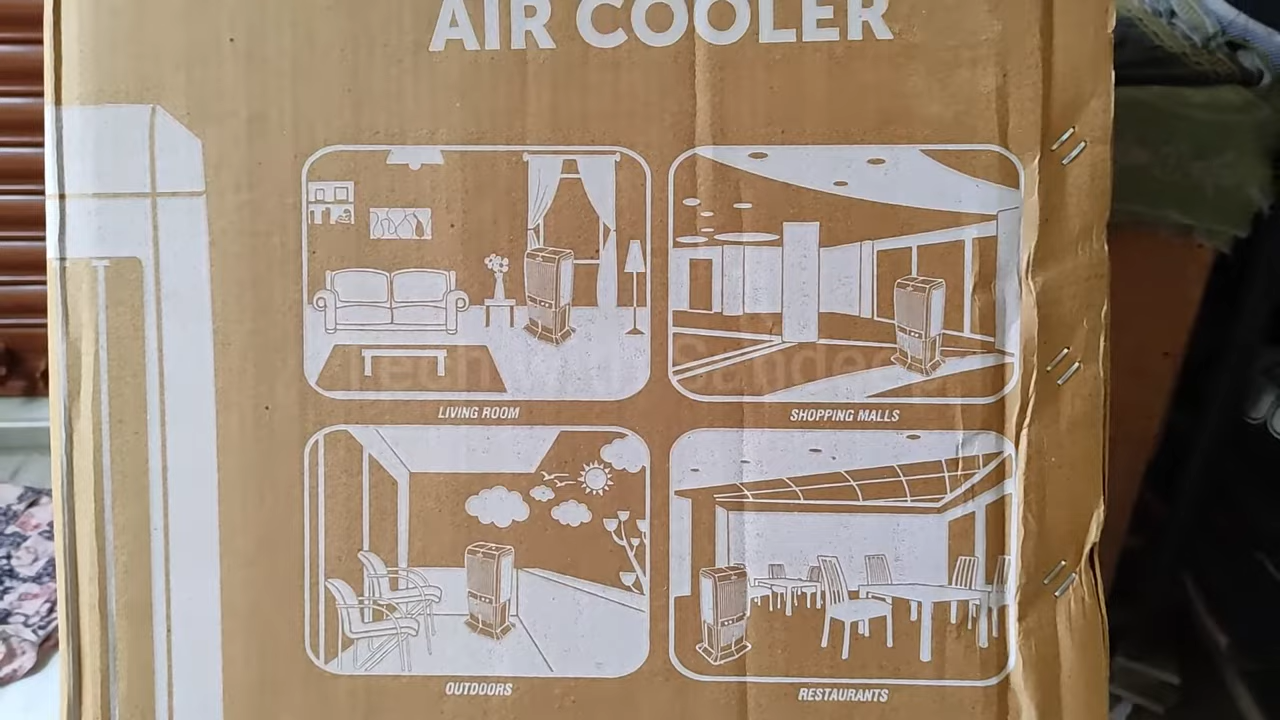 AIR COOLER
LIVING ROOM
SHOPPING MALLS
OUTDOORS
RESTAURANTS